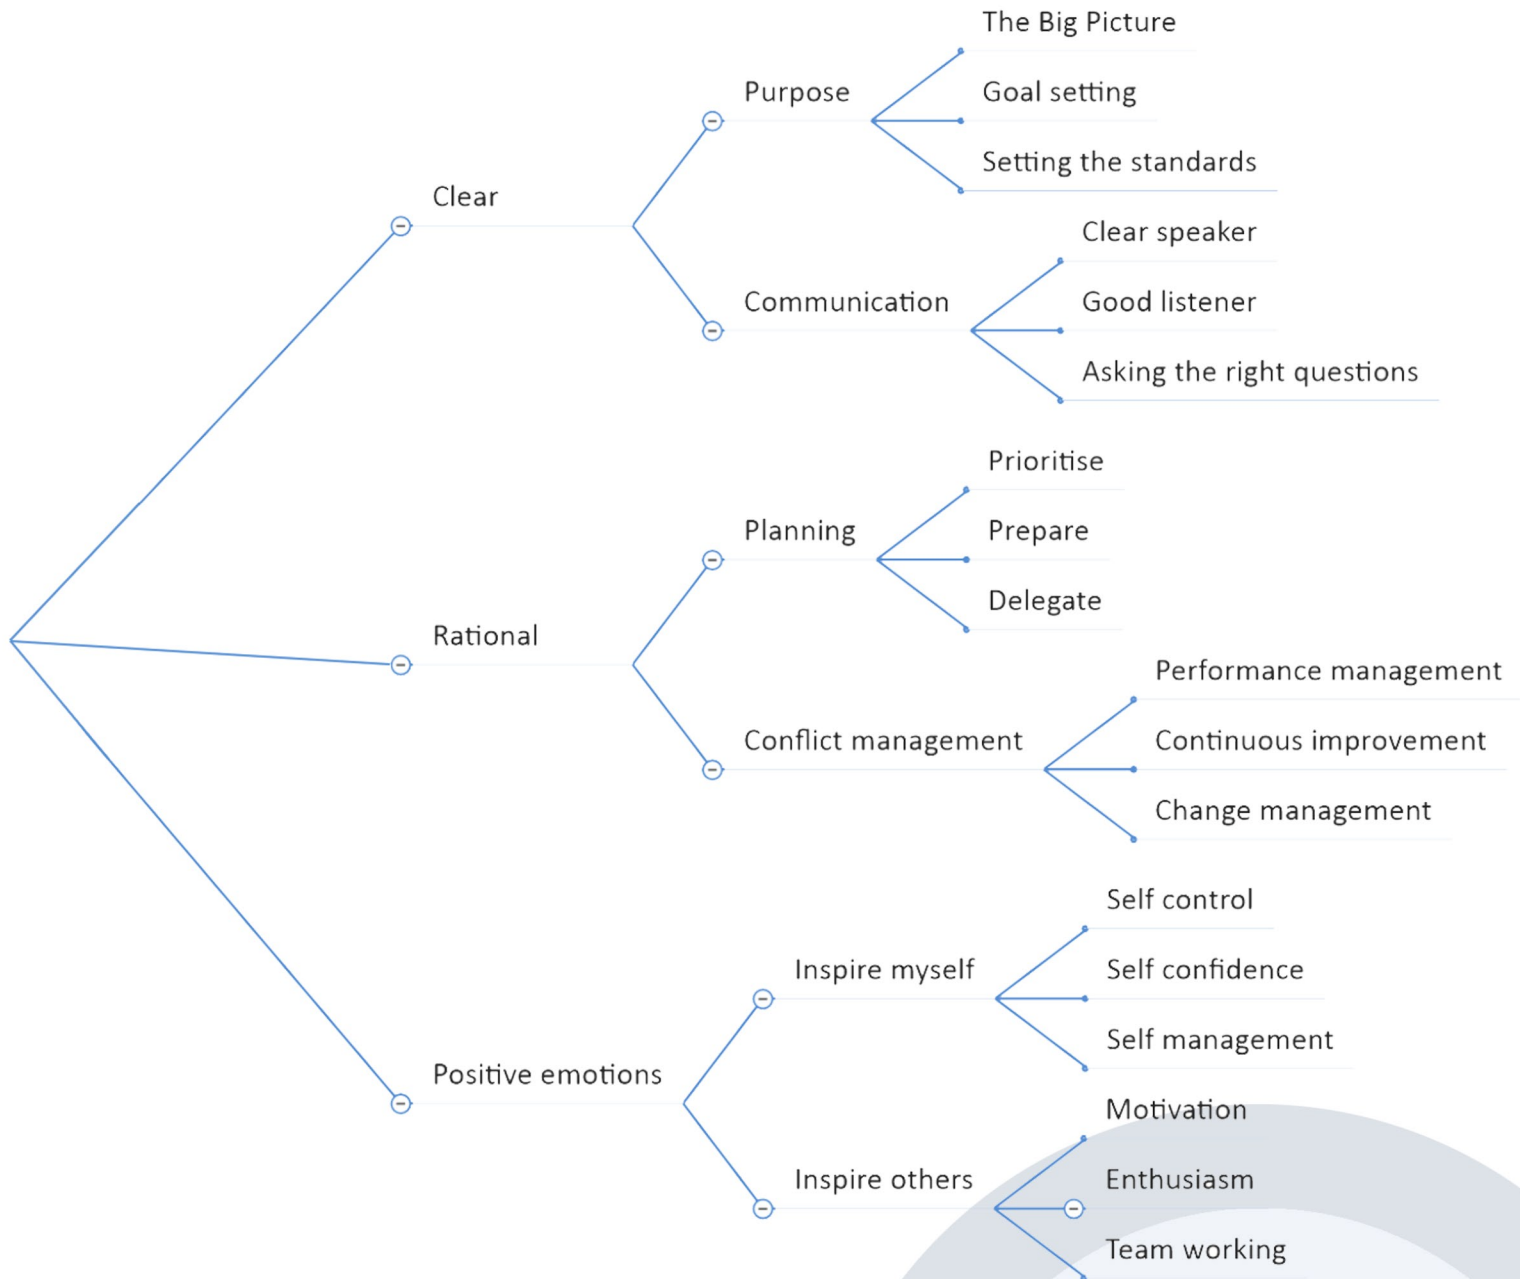 The Big Picture
Purpose
Goal setting
Setting the standards
Clear
Clear speaker
Communication
Good listener
Asking the right questions
Prioritise
Planning
Prepare
Delegate
Rational
Performance management
Conflict management
Continuous improvement
Change management
Self control
Inspire myself
Self confidence
Self management
Positive emotions
Motivation
Inspire others
Enthusiasm
Team working